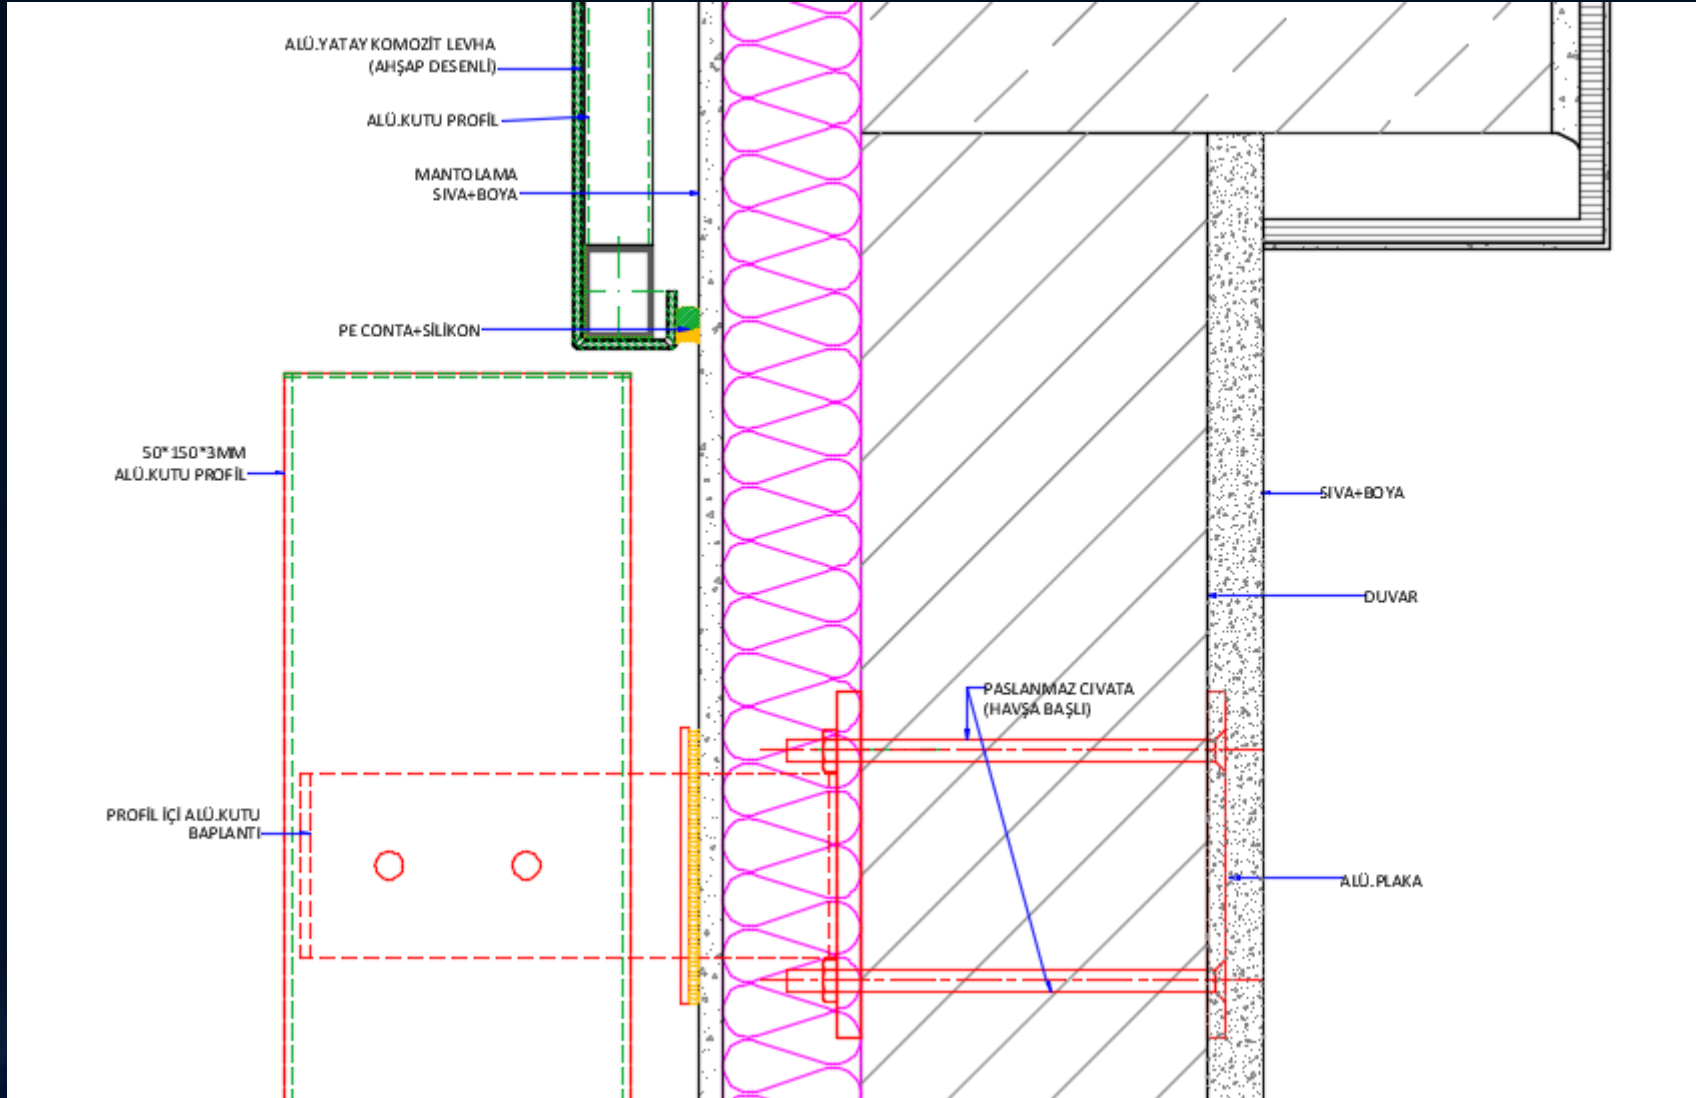 ALÜ.YATAY KOMOZİT LEVHA
(AHŞAP DESENLİ)
ALÜ.KUTU PROFİL
MANTOLAMA
SIVA+BOYA
PE CONTA+SİLİKON
50*150*3MM
ALÜ.KUTU PROFİL
SIVA+BOYA
DUVAR
PASLANMAZ CIVATA
(HAVŞA BAŞLI)
PROFİL İÇİ ALÜ.KUTU
BAPLANTI
ALÜ.PLAKA